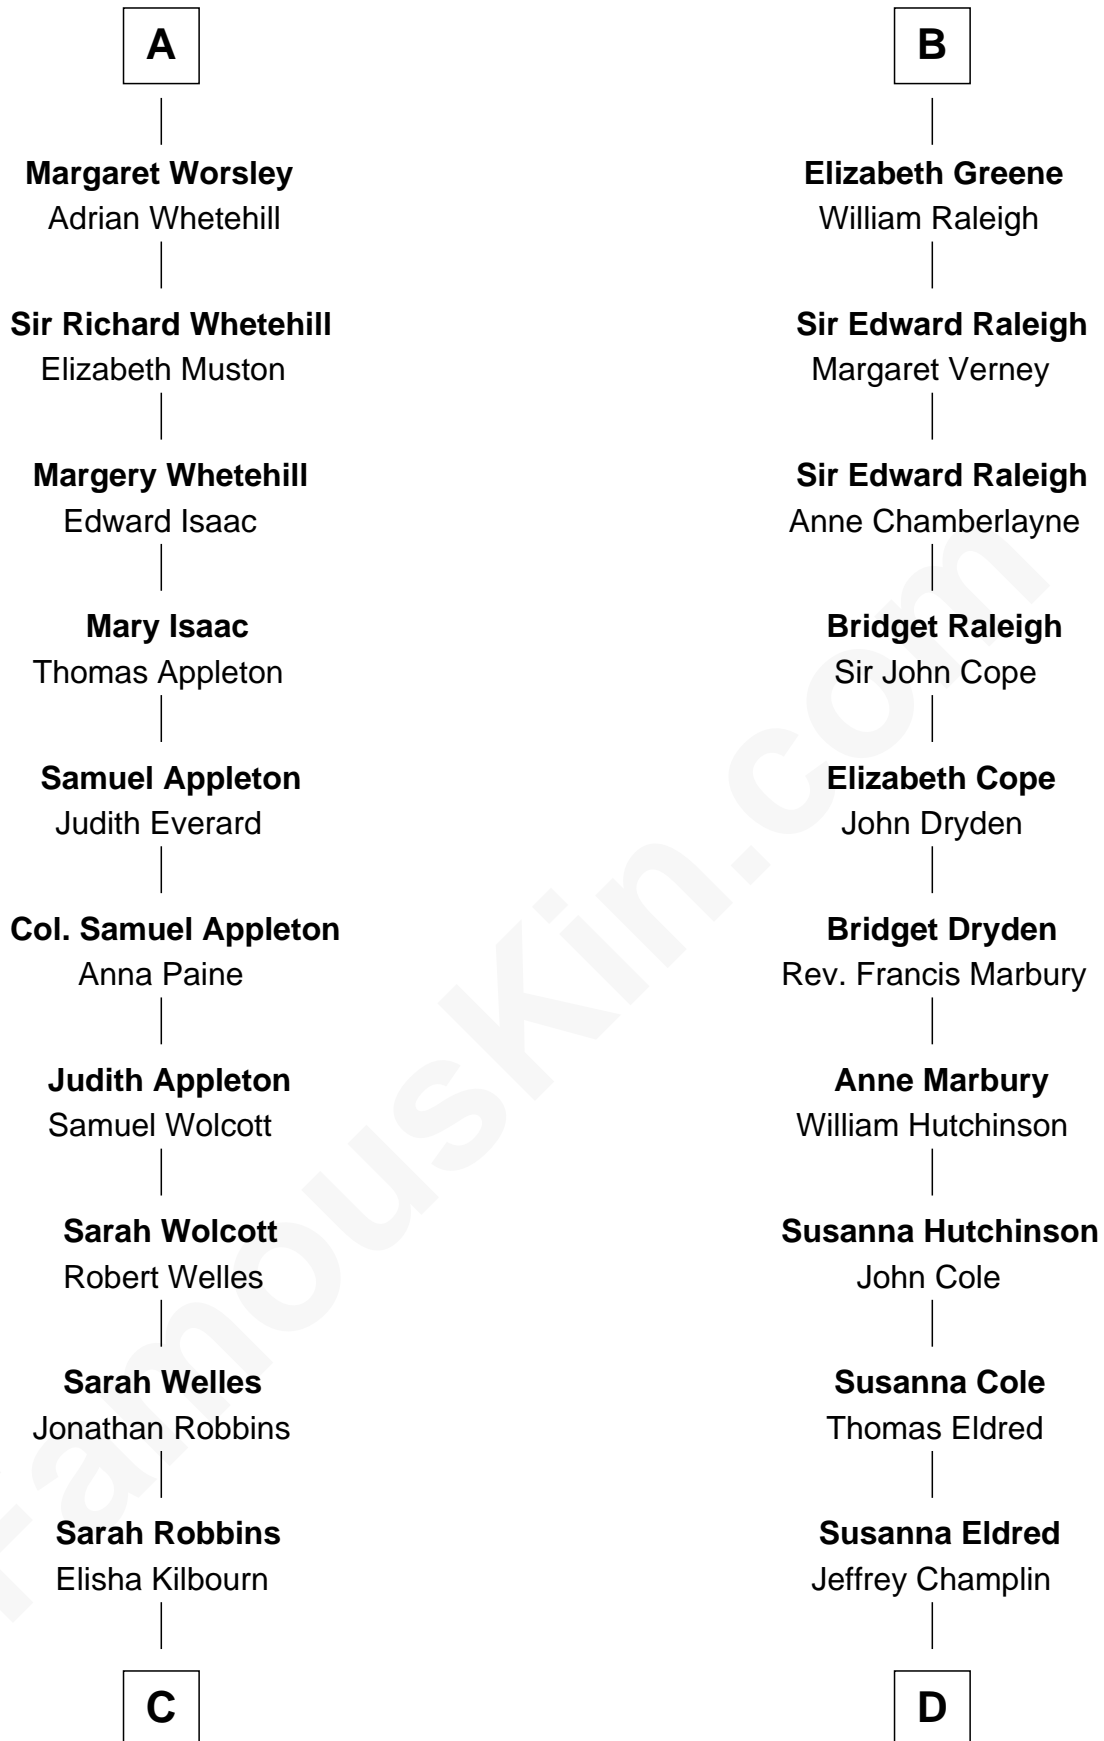 A
Margaret Worsley
Adrian Whetehill
Sir Richard Whetehill
Elizabeth Muston
Margery Whetehill
Edward Isaac
Mary Isaac
Thomas Appleton
Samuel Appleton
Judith Everard
Col. Samuel Appleton
Anna Paine
Judith Appleton
Samuel Wolcott
Sarah Wolcott
Robert Welles
Sarah Welles
Jonathan Robbins
Sarah Robbins
Elisha Kilbourn
C
B
Elizabeth Greene
William Raleigh
Sir Edward Raleigh
Margaret Verney
Sir Edward Raleigh
Anne Chamberlayne
Bridget Raleigh
Sir John Cope
Elizabeth Cope
John Dryden
Bridget Dryden
Rev. Francis Marbury
Anne Marbury
William Hutchinson
Susanna Hutchinson
John Cole
Susanna Cole
Thomas Eldred
Susanna Eldred
Jeffrey Champlin
D
FamousKin.com